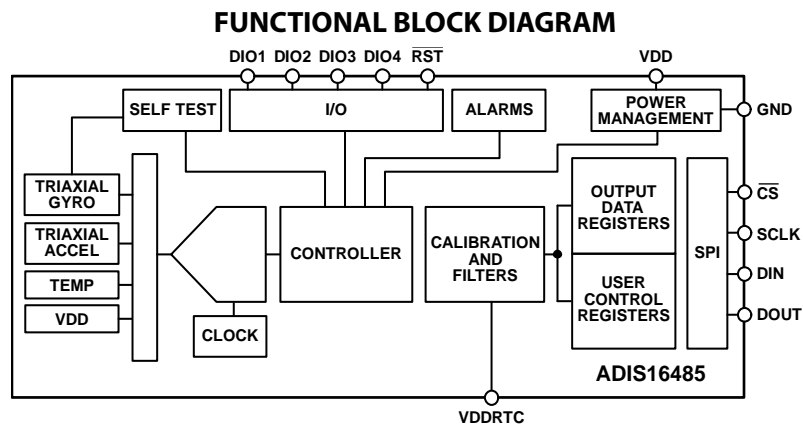 FUNCTIONAL BLOCK DIAGRAM
DIO1 DIO2 DIO3 DIO4 RST VDD
SELF TEST
I/O
ALARMS
POWER
MANAGEMENT
GND
TRIAXIAL
GYRO
TRIAXIAL
ACCEL
TEMP
VDD
CLOCK
CONTROLLER
CALIBRATION
AND
FILTERS
OUTPUT
DATA
REGISTERS
USER
CONTROL
REGISTERS
SPI
CS
SCLK
DIN
DOUT
ADIS16485
VDDRTC